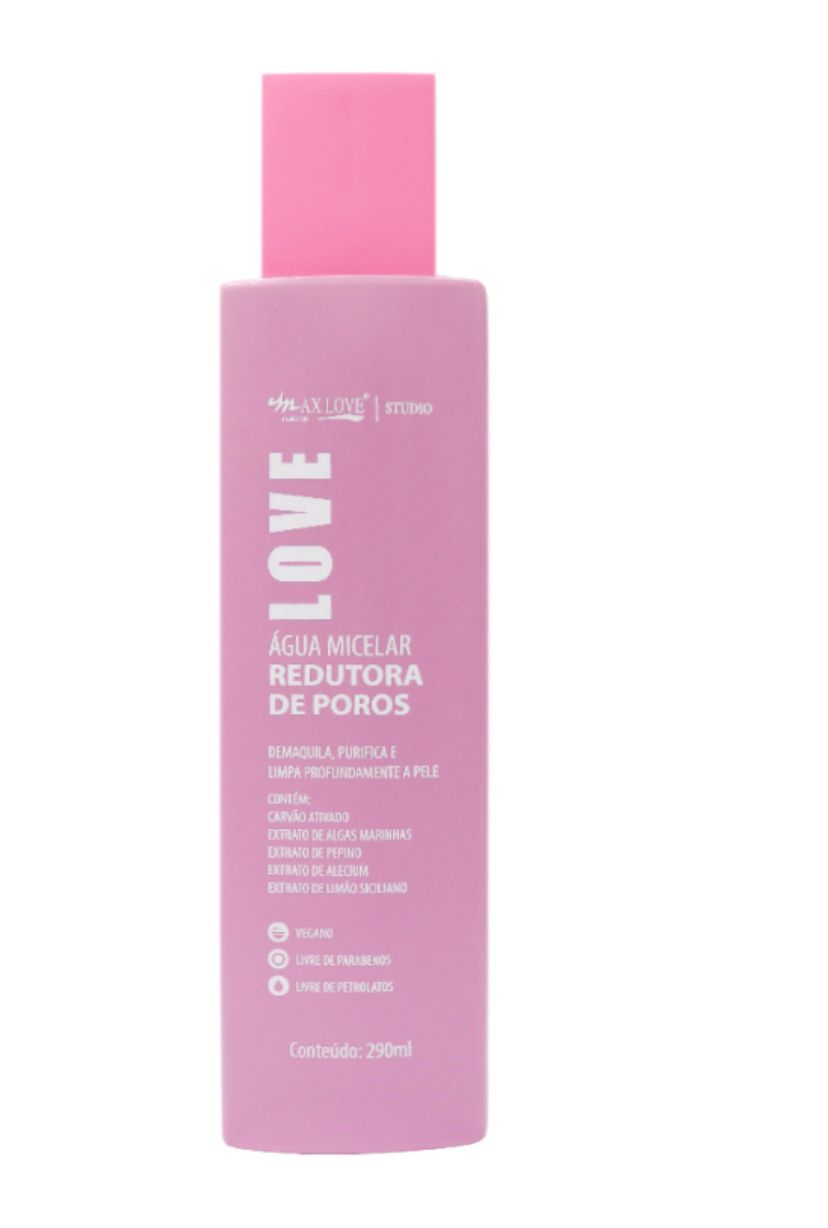 MAX LOVE® | STUDIO
LOVE
ÁGUA MICELAR
REDUTORA
DE POROS
DEMAQUILA, PURIFICA E
LIMPA PROFUNDAMENTE A PELE
CONTÉM:
CARVÃO ATIVADO
EXTRATO DE ALGAS MARINHAS
EXTRATO DE PEPINO
EXTRATO DE ALECRIM
EXTRATO DE LIMÃO SICILIANO
VEGANO
LIVRE DE PARABENOS
LIVRE DE PETROLATOS
Conteúdo: 290ml